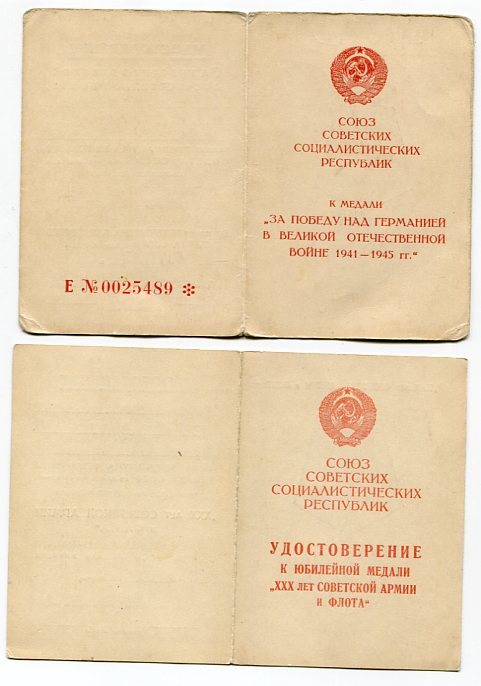 СОЮЗ
СОВЕТСКИХ
СОЦИАЛИСТИЧЕСКИХ
РЕСПУБЛИК
К МЕДАЛИ
„ЗА ПОБЕДУ НАД ГЕРМАНИЕЙ
В ВЕЛИКОЙ ОТЕЧЕСТВЕННОЙ
ВОЙНЕ 1941—1945 гг.“
Е №0025489 ✻
СОЮЗ
СОВЕТСКИХ
СОЦИАЛИСТИЧЕСКИХ
РЕСПУБЛИК
УДОСТОВЕРЕНИЕ
К ЮБИЛЕЙНОЙ МЕДАЛИ
„XXX ЛЕТ СОВЕТСКОЙ АРМИИ
И ФЛОТА“